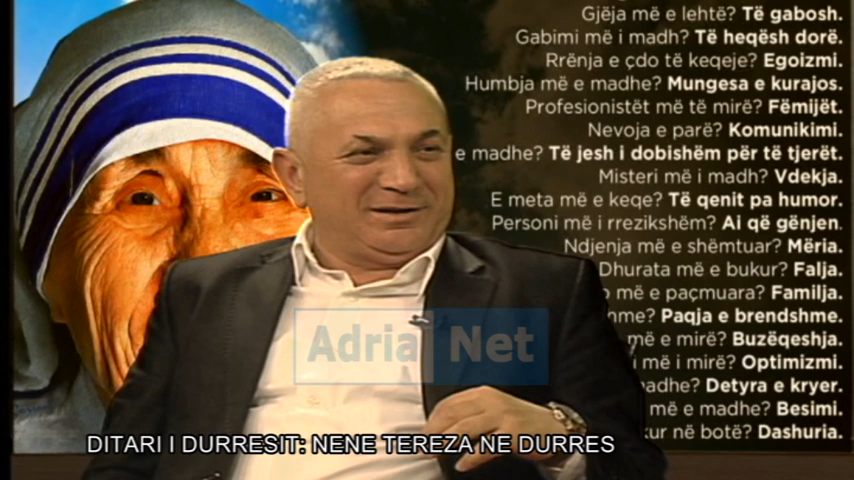 Gjëja më e lehtë? Të gabosh.
Gabimi më i madh? Të heqësh dorë.
Rrënja e çdo të keqeje? Egoizmi.
Humbja më e madhe? Mungesa e kurajos.
Profesionistët më të mirë? Fëmijët.
Nevoja e parë? Komunikimi.
e madhe? Të jesh i dobishëm për të tjerët.
Misteri më i madh? Vdekja.
E meta më e keqe? Të qenit pa humor.
Personi më i rrezikshëm? Ai që gënjen.
Ndjenja më e shëmtuar? Mëria.
Dhurata më e bukur? Falja.
më e paçmuara? Familja.
Paqja e brendshme.
më e mirë? Buzëqeshja.
më i mirë? Optimizmi.
Detyra e kryer.
më e madhe? Besimi.
në botë? Dashuria.
Adria Net
DITARI I DURRESIT: NENE TEREZA NE DURRES